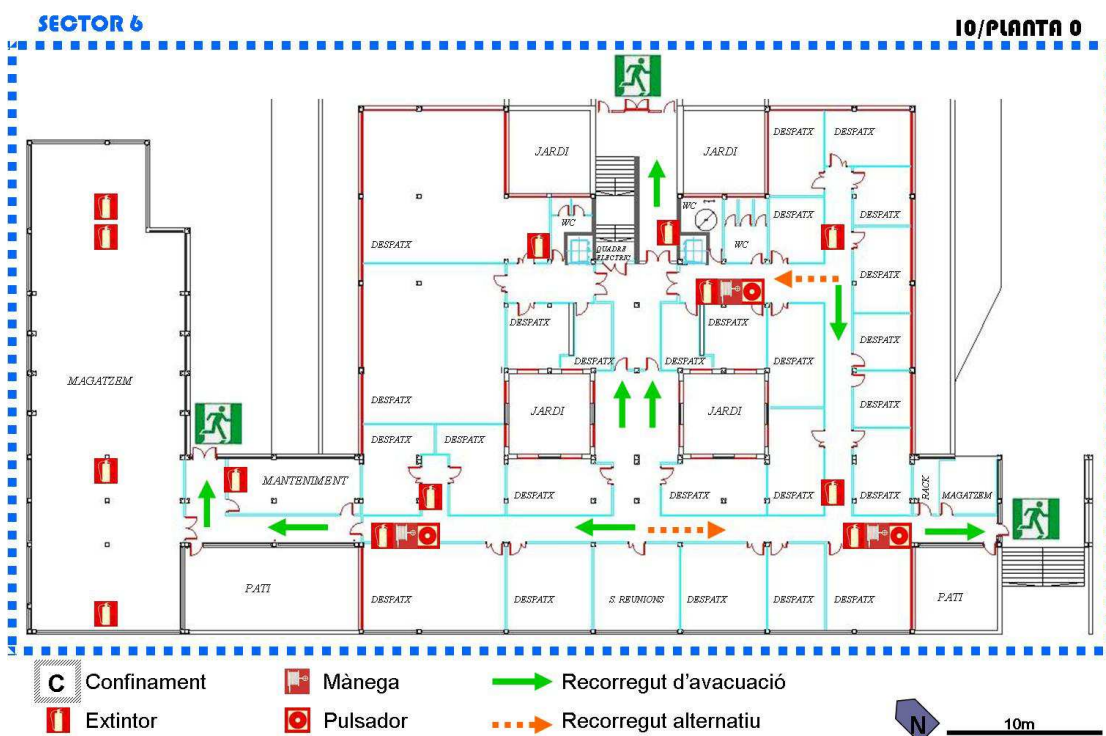 SECTOR 6
10/PLANTA 0
DESPATX
DESPATX
JARDI
JARDI
WC
WC
DESPATX
DESPATX
QUADRE
ELECTRIC
WC
DESPATX
DESPATX
DESPATX
DESPATX
DESPATX
DESPATX
DESPATX
DESPATX
MAGATZEM
DESPATX
JARDI
JARDI
DESPATX
DESPATX
DESPATX
MANTENIMENT
DESPATX
DESPATX
DESPATX
DESPATX
RACK
MAGATZEM
PATI
DESPATX
DESPATX
S. REUNIONS
DESPATX
DESPATX
DESPATX
PATI
C Confinament
Mànega
Recorregut d'avacuació
Extintor
Pulsador
Recorregut alternatiu
N
10m